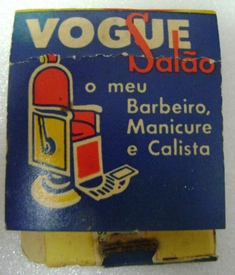 VOGUE
Salão
o meu
Barbeiro,
Manicure
e Calista